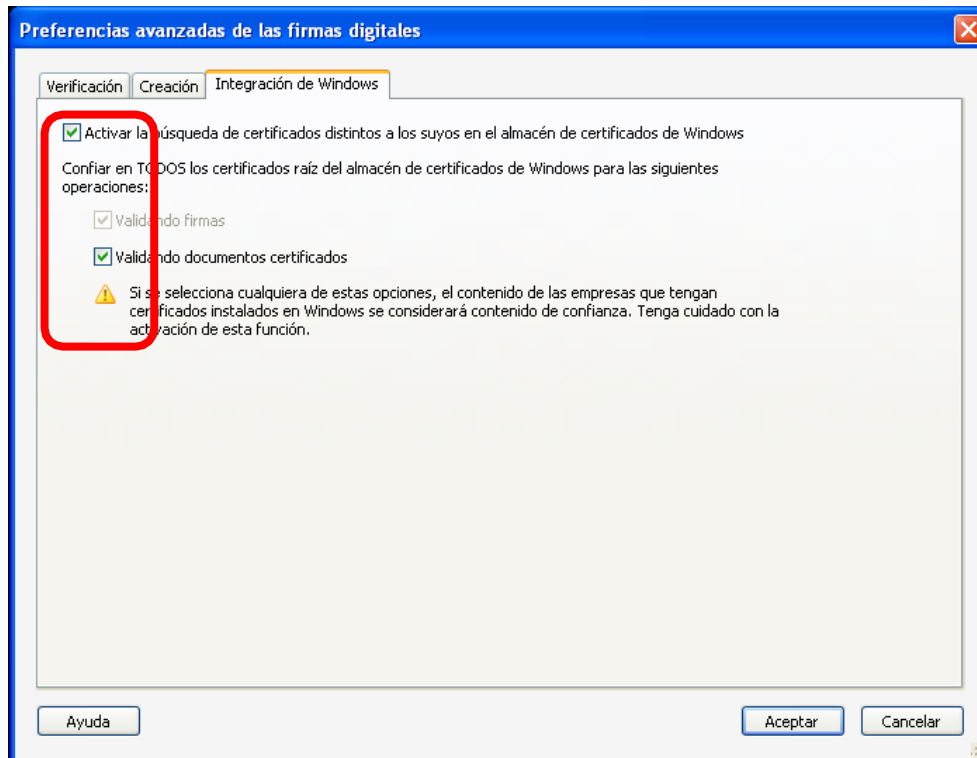 Preferencias avanzadas de las firmas digitales
Verificación Creación Integración de Windows
Activar la búsqueda de certificados distintos a los suyos en el almacén de certificados de Windows
Confiar en TODOS los certificados raíz del almacén de certificados de Windows para las siguientes
operaciones:
Validando firmas
Validando documentos certificados
Si se selecciona cualquiera de estas opciones, el contenido de las empresas que tengan
certificados instalados en Windows se considerará contenido de confianza. Tenga cuidado con la
activación de esta función.
Ayuda Aceptar Cancelar